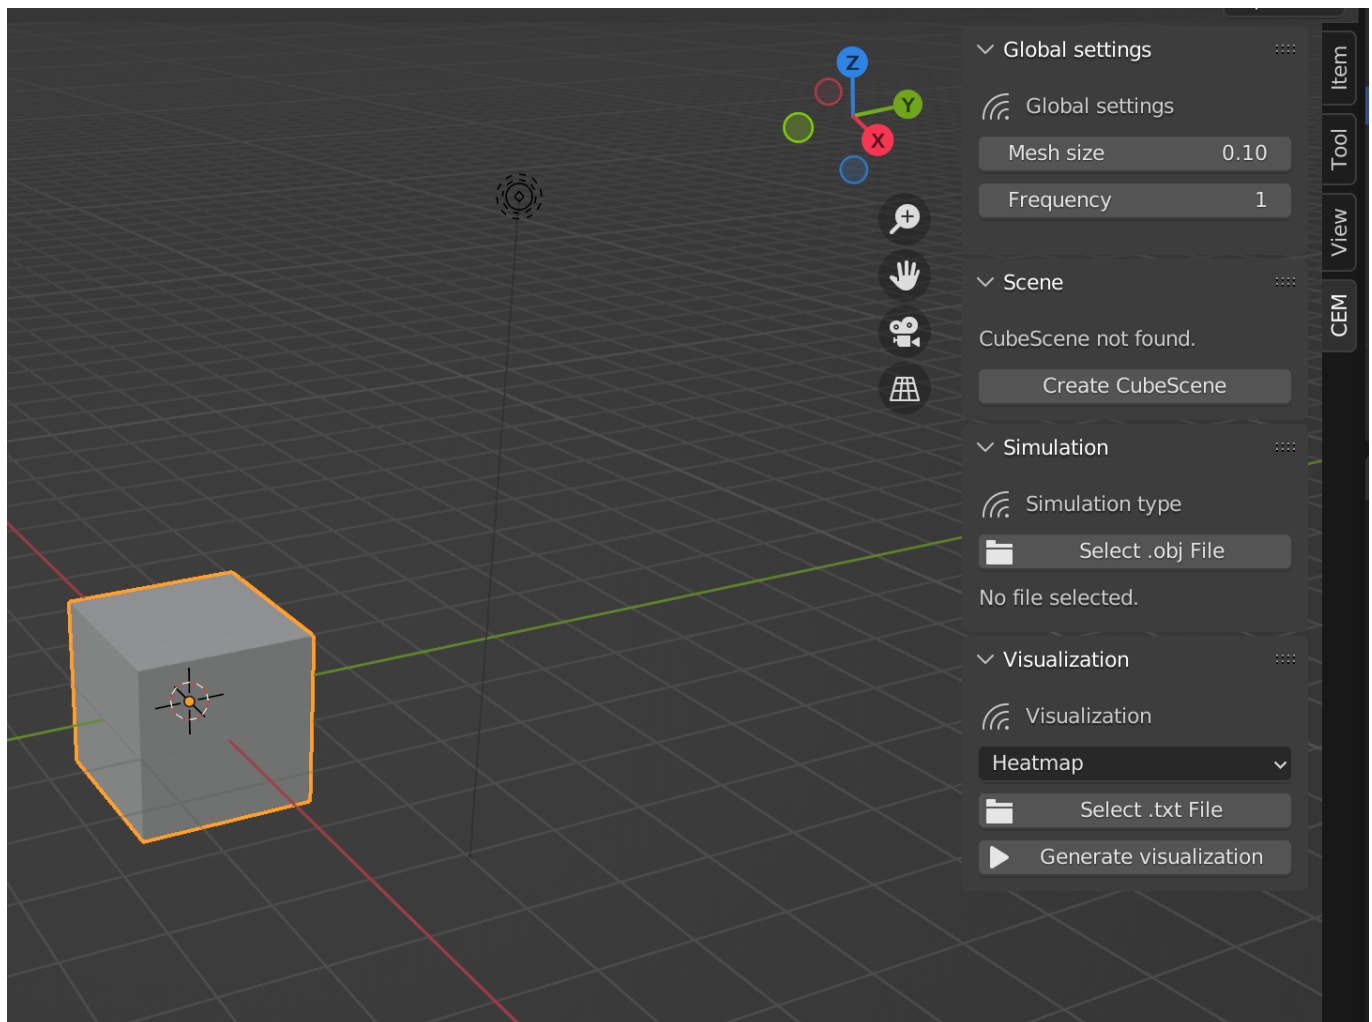 Z
Y
X
Global settings
Global settings
Mesh size 0.10
Frequency 1
Scene
CubeScene not found.
Create CubeScene
Simulation
Simulation type
Select .obj File
No file selected.
Visualization
Visualization
Heatmap
Select .txt File
Generate visualization
Item
Tool
View
CEM